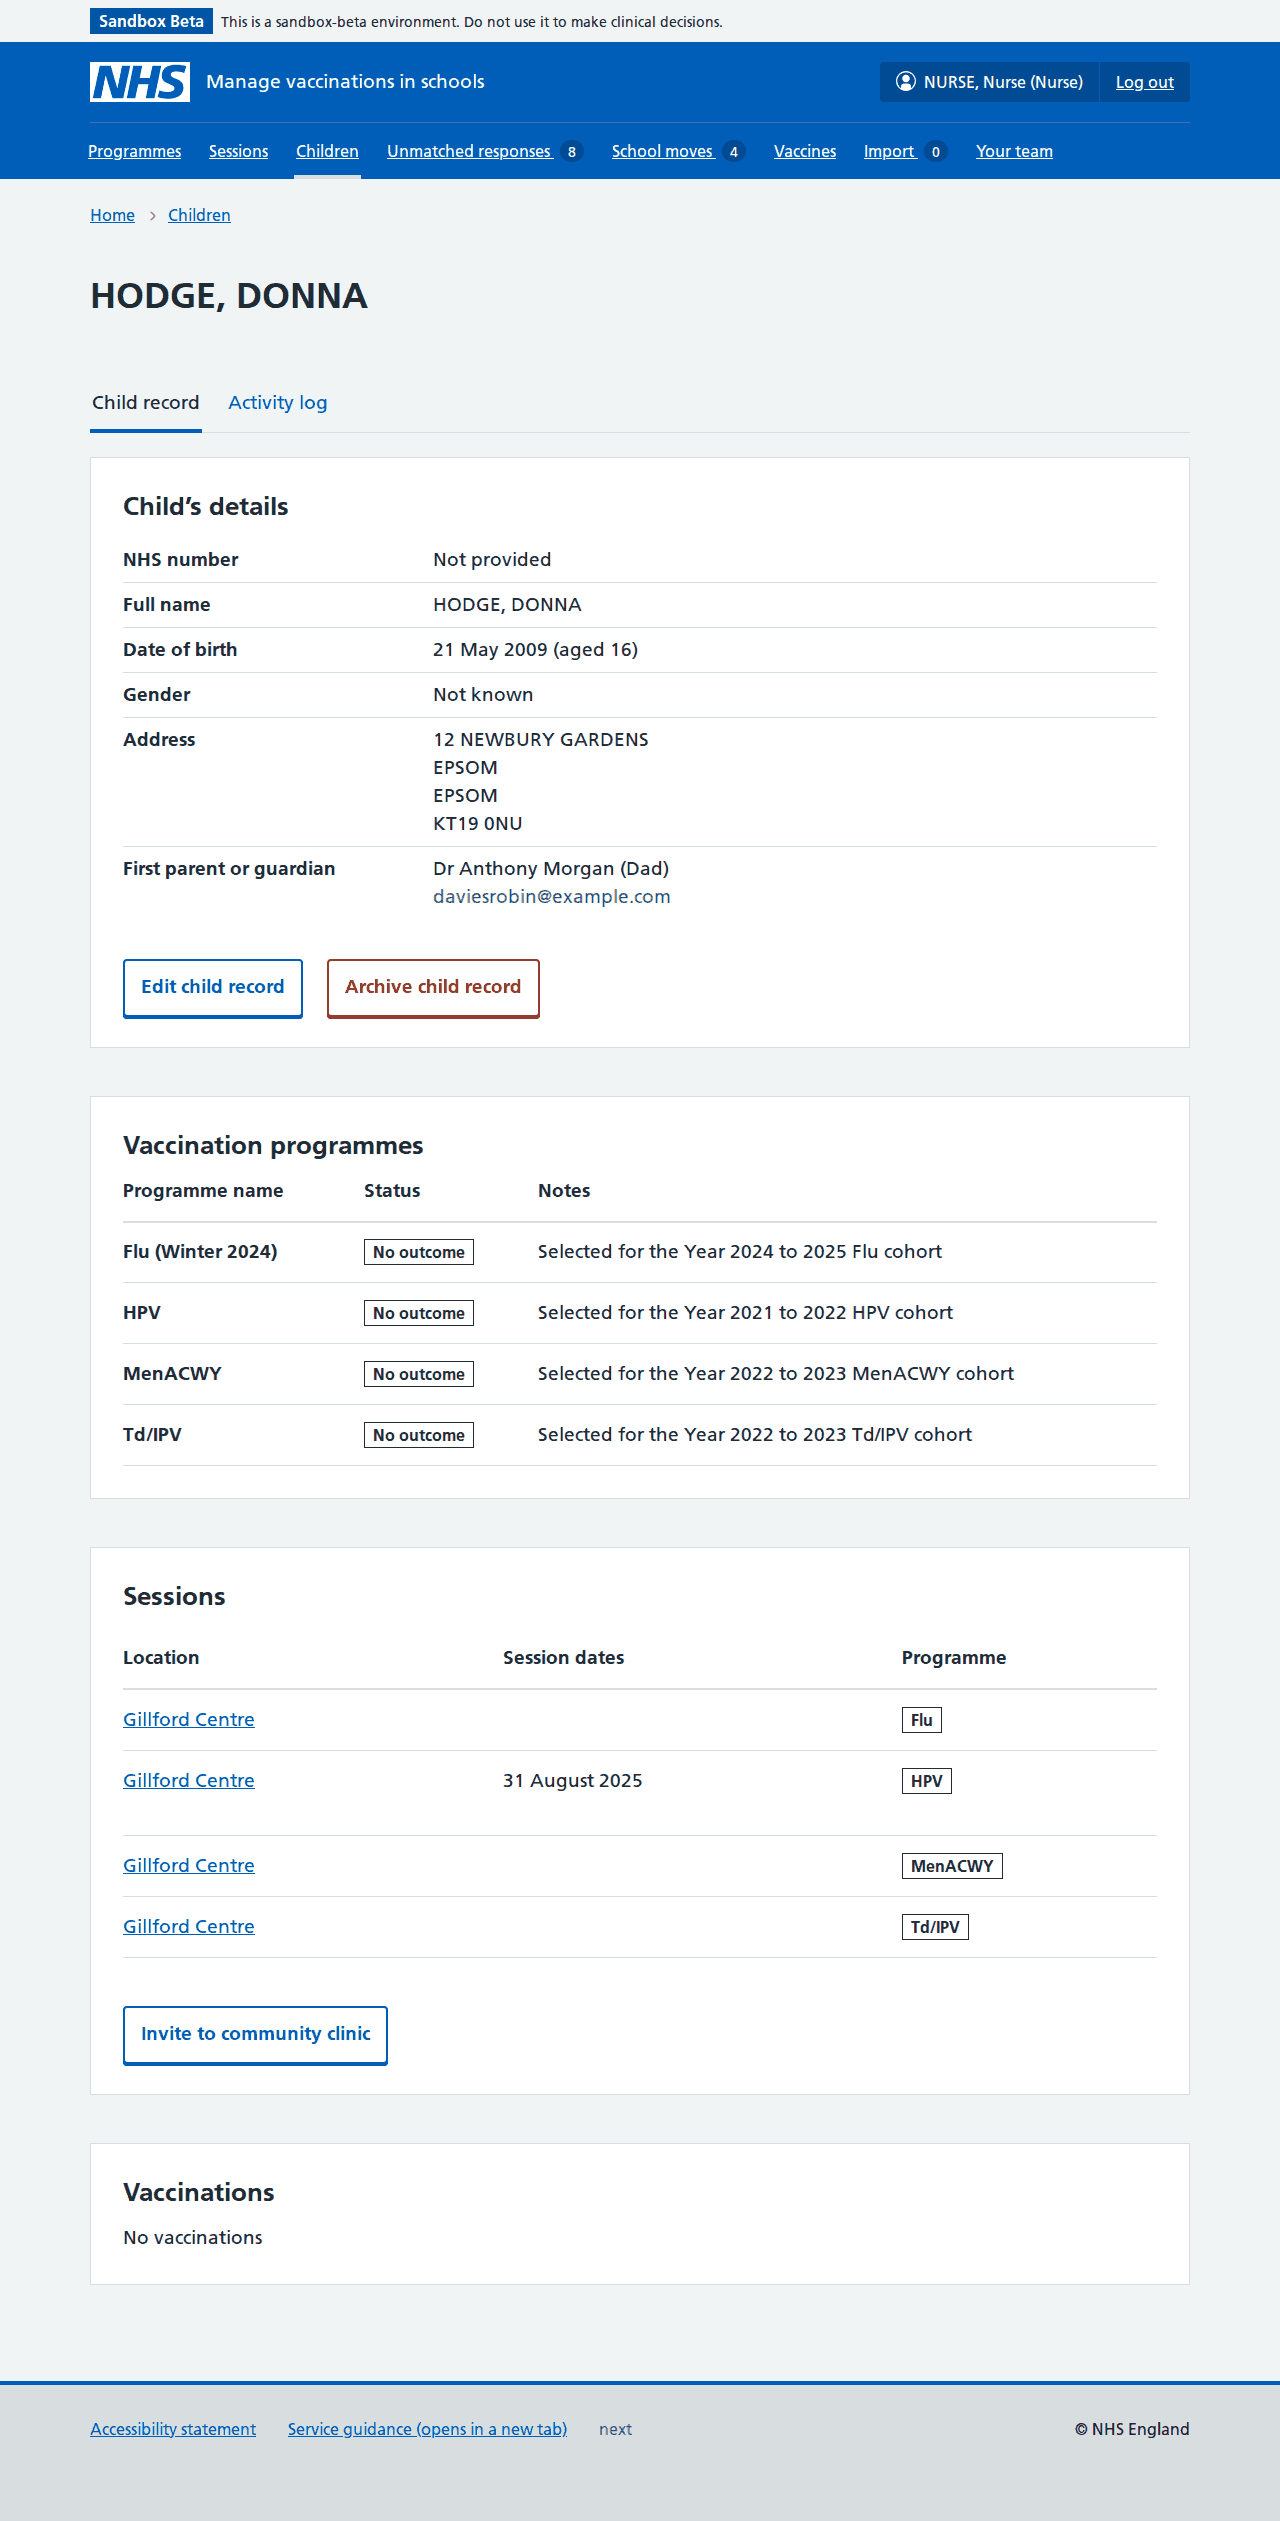 Sandbox Beta This is a sandbox-beta environment. Do not use it to make clinical decisions.
NHS Manage vaccinations in schools NURSE, Nurse (Nurse) Log out
Programmes Sessions Children Unmatched responses 8 School moves 4 Vaccines Import 0 Your team
Home › Children
HODGE, DONNA
Child record Activity log
Child’s details
NHS number Not provided
Full name HODGE, DONNA
Date of birth 21 May 2009 (aged 16)
Gender Not known
Address 12 NEWBURY GARDENS
EPSOM
EPSOM
KT19 0NU
First parent or guardian Dr Anthony Morgan (Dad)
daviesrobin@example.com
Edit child record Archive child record
Vaccination programmes
Programme name Status Notes
Flu (Winter 2024) No outcome Selected for the Year 2024 to 2025 Flu cohort
HPV No outcome Selected for the Year 2021 to 2022 HPV cohort
MenACWY No outcome Selected for the Year 2022 to 2023 MenACWY cohort
Td/IPV No outcome Selected for the Year 2022 to 2023 Td/IPV cohort
Sessions
Location Session dates Programme
Gillford Centre Flu
Gillford Centre 31 August 2025 HPV
Gillford Centre MenACWY
Gillford Centre Td/IPV
Invite to community clinic
Vaccinations
No vaccinations
Accessibility statement Service guidance (opens in a new tab) next © NHS England